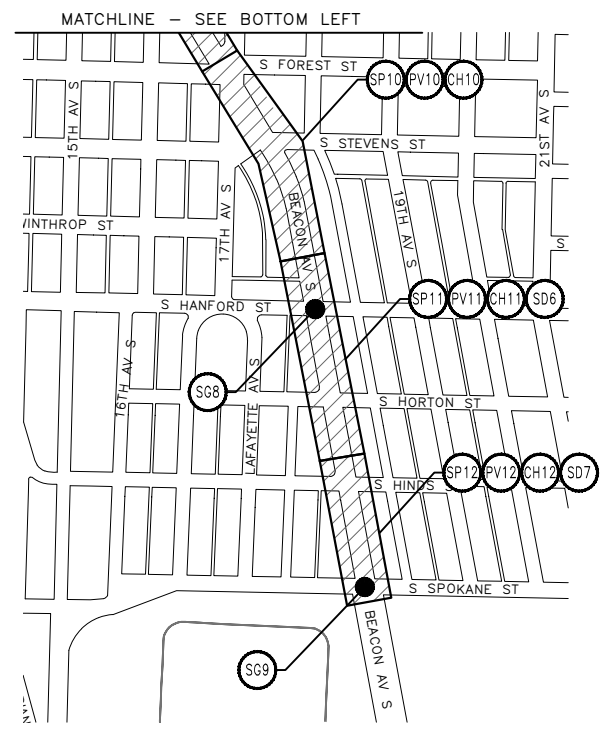 MATCHLINE – SEE BOTTOM LEFT
S FOREST ST
SP10 PV10 CH10
15TH AV S
21ST AV S
S STEVENS ST
17TH AV S
BEACON AV S
19TH AV S
WINTHROP ST
S
S HANFORD ST
SP11 PV11 CH11 SD6
16TH AV S
LAFAYETTE AV S
SG8
S HORTON ST
SP12 PV12 CH12 SD7
S HINDS S
S SPOKANE ST
BEACON AV S
SG9